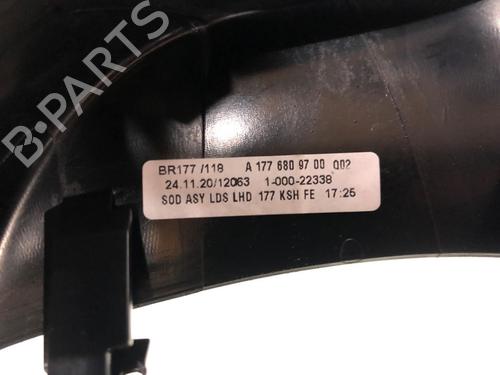 B-PARTS
BR177 /118 A 177 680 97 00 002
24.11.20/12063 1-000-22338
SOD ASY LDS LHD 177 KSH FE 17:25